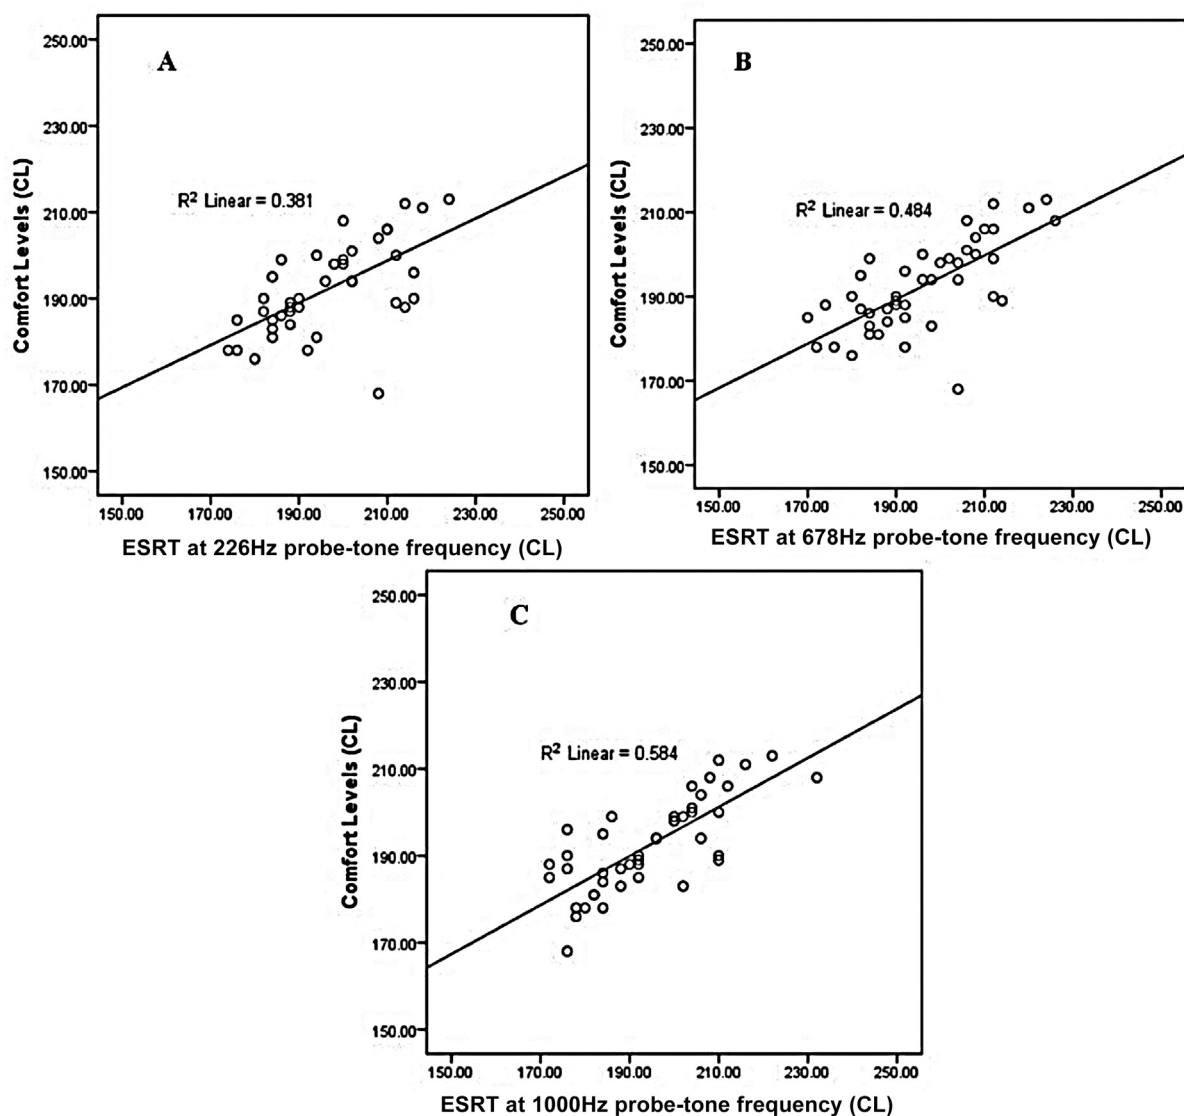 A
R² Linear = 0.381
Comfort Levels (CL)
250.00
230.00
210.00
190.00
170.00
150.00
150.00 170.00 190.00 210.00 230.00 250.00
ESRT at 226Hz probe-tone frequency (CL)
B
R² Linear = 0.484
Comfort Levels (CL)
250.00
230.00
210.00
190.00
170.00
150.00
150.00 170.00 190.00 210.00 230.00 250.00
ESRT at 678Hz probe-tone frequency (CL)
C
R² Linear = 0.584
Comfort Levels (CL)
250.00
230.00
210.00
190.00
170.00
150.00
150.00 170.00 190.00 210.00 230.00 250.00
ESRT at 1000Hz probe-tone frequency (CL)